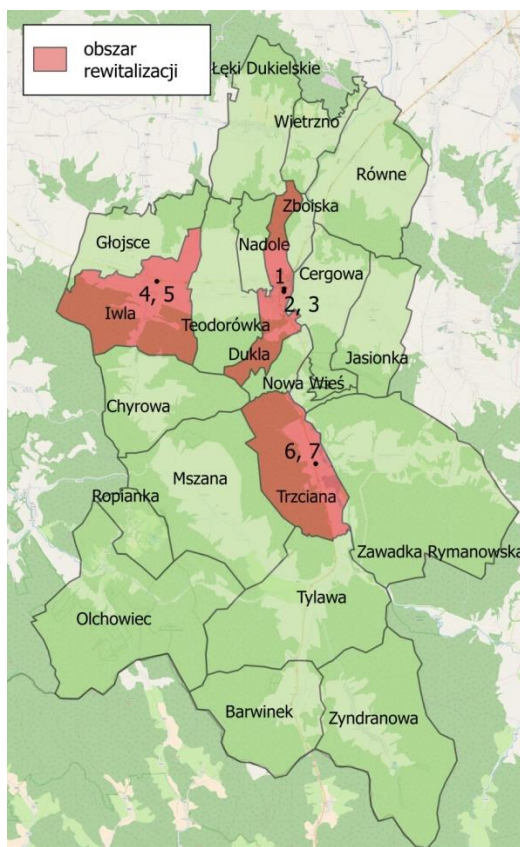 obszar
rewitalizacji
Łęki Dukielskie
Wietrzno
Równe
Zboiska
Głojsce
Nadole
1
Cergowa
4, 5
2, 3
Iwla
Teodorówka
Dukla
Jasionka
Nowa Wieś
Chyrowa
6, 7
Mszana
Ropianka
Trzciana
Zawadka Rymanowska
Tylawa
Olchowiec
Barwinek
Zyndranowa